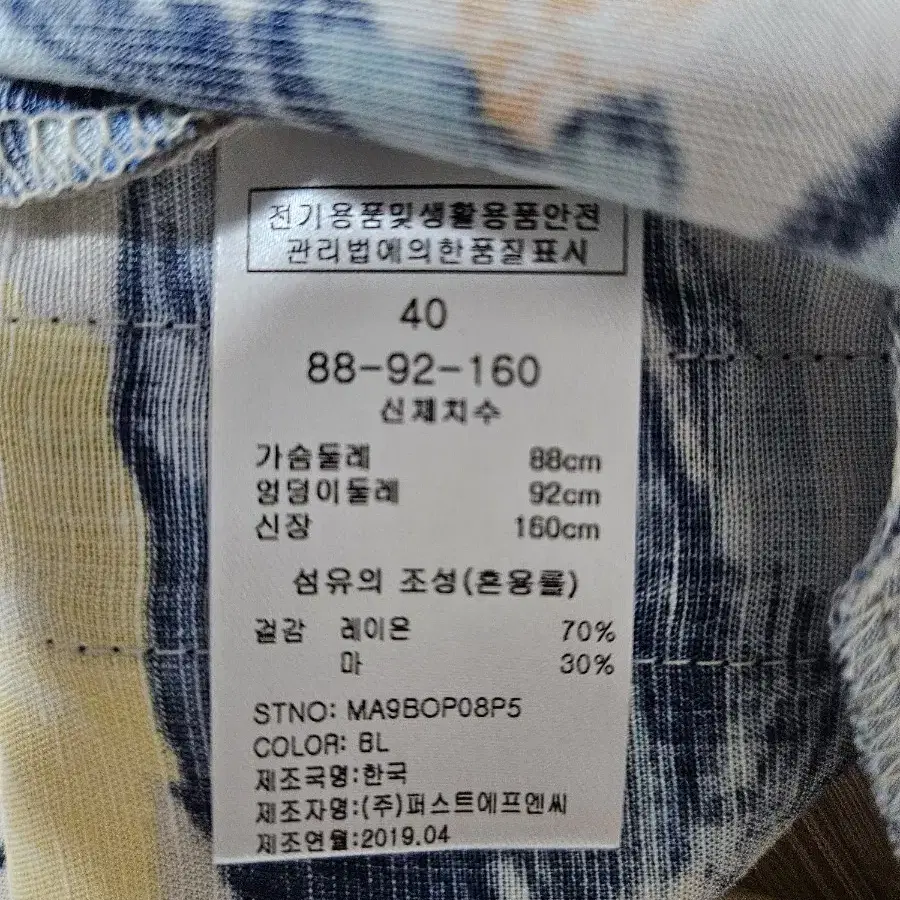 전기용품및생활용품안전
관리법에의한품질표시
40
88-92-160
신체치수
가슴둘레 88cm
엉덩이둘레 92cm
신장 160cm
섬유의 조성(혼용률)
겉감 레이온 70%
마 30%
STNO: MA9BOP08P5
COLOR: BL
제조국명:한국
제조자명:(주)퍼스트에프엔씨
제조연월:2019.04